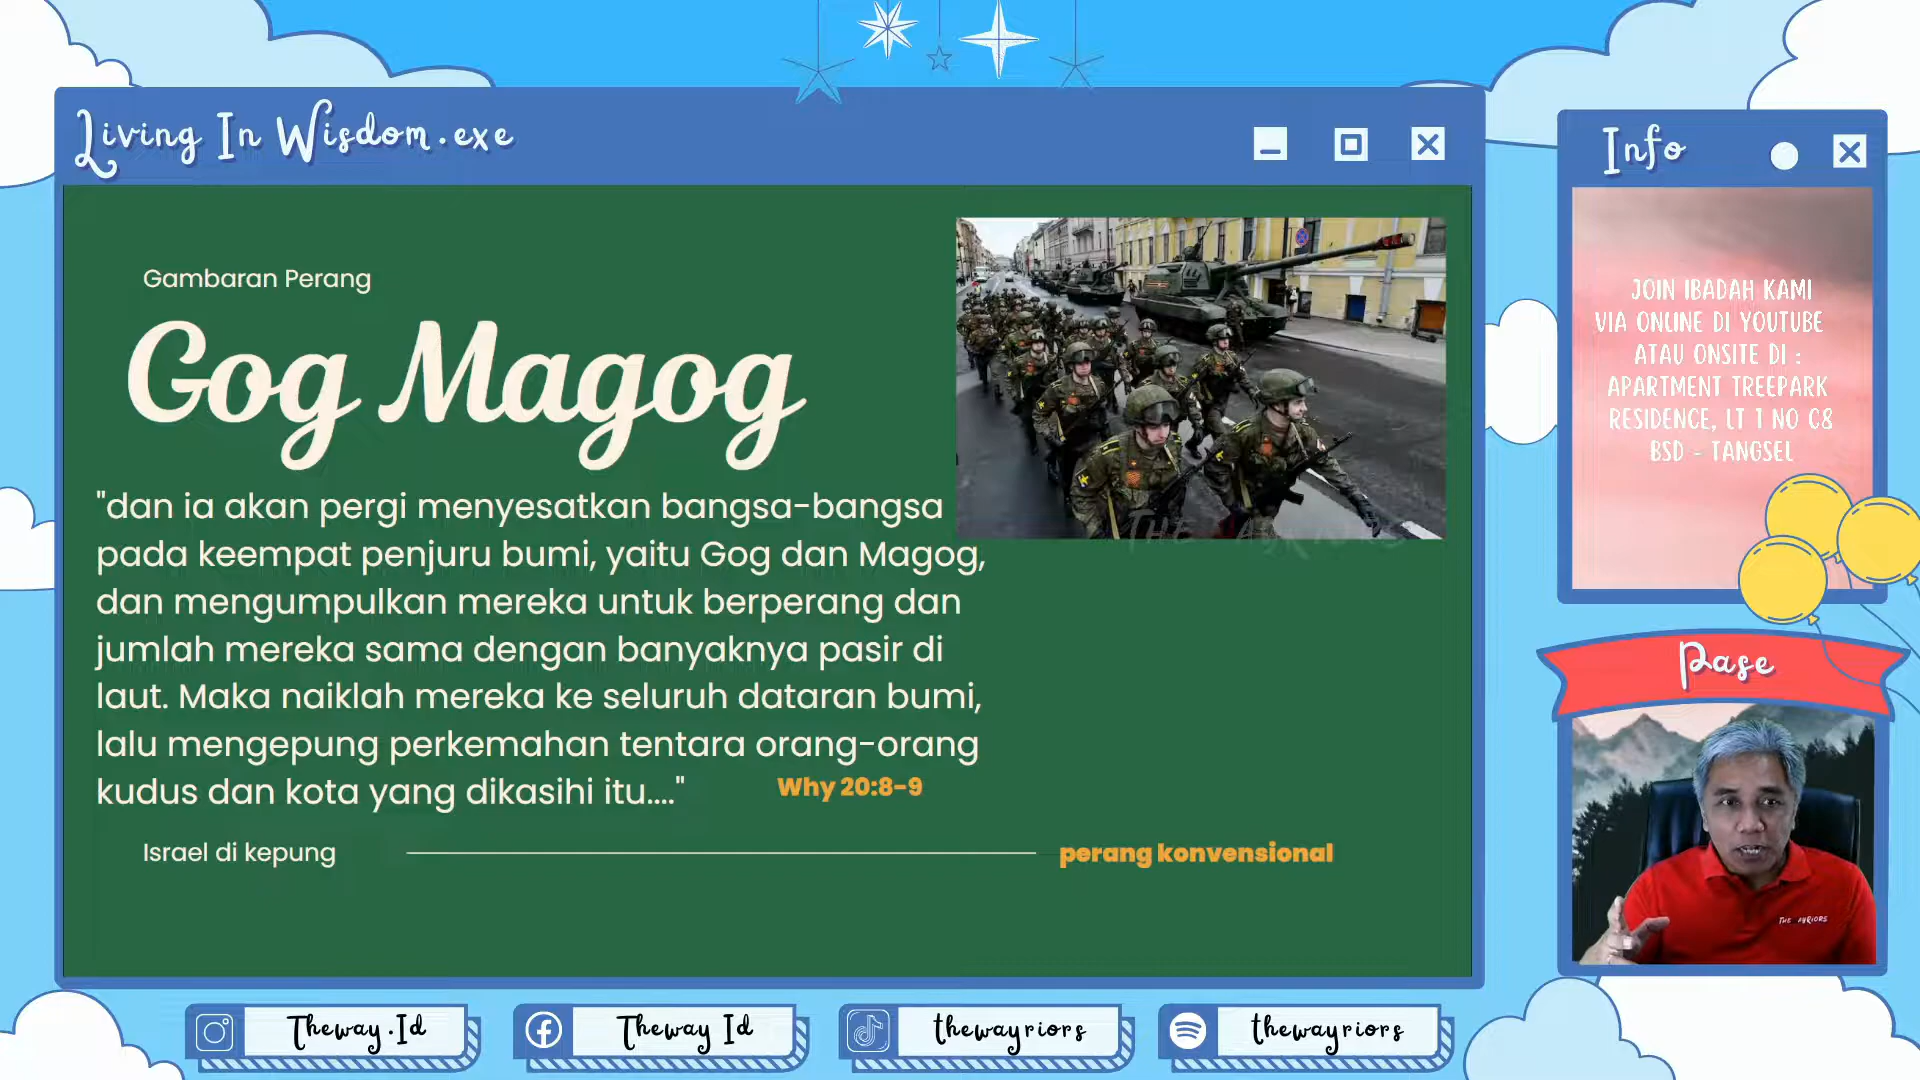 Living In Wisdom.exe
Gambaran Perang
Gog Magog
"dan ia akan pergi menyesatkan bangsa-bangsa
pada keempat penjuru bumi, yaitu Gog dan Magog,
dan mengumpulkan mereka untuk berperang dan
jumlah mereka sama dengan banyaknya pasir di
laut. Maka naiklah mereka ke seluruh dataran bumi,
lalu mengepung perkemahan tentara orang-orang
kudus dan kota yang dikasihi itu...."
Why 20:8-9
Israel di kepung
perang konvensional
Info
JOIN IBADAH KAMI
VIA ONLINE DI YOUTUBE
ATAU ONSITE DI :
APARTMENT TREEPARK
RESIDENCE, LT 1 NO C8
BSD - TANGSEL
Pase
Theway.Id
Theway Id
thewayriors
thewayriors